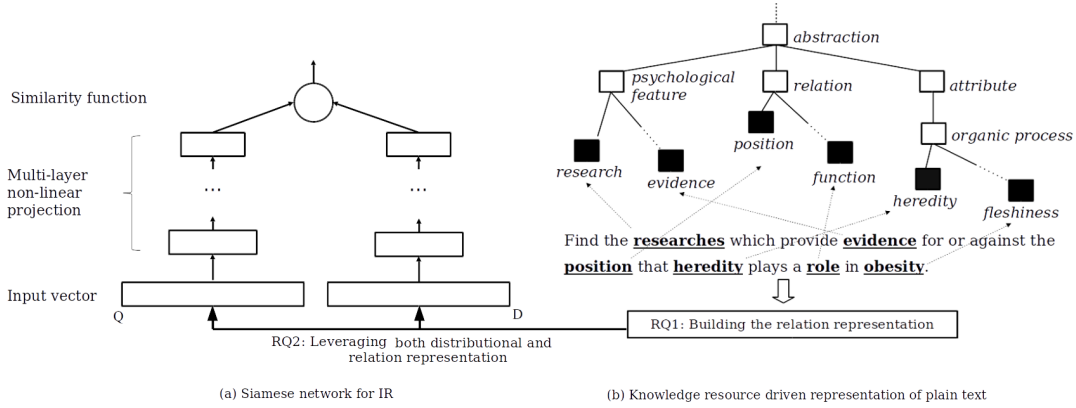 Similarity function
Multi-layer
non-linear
projection
...
...
Input vector
Q
D
RQ2: Leveraging both distributional and
relation representation
(a) Siamese network for IR
abstraction
psychological
feature
relation
attribute
organic process
research
evidence
position
function
heredity
fleshiness
Find the researches which provide evidence for or against the
position that heredity plays a role in obesity.
RQ1: Building the relation representation
(b) Knowledge resource driven representation of plain text